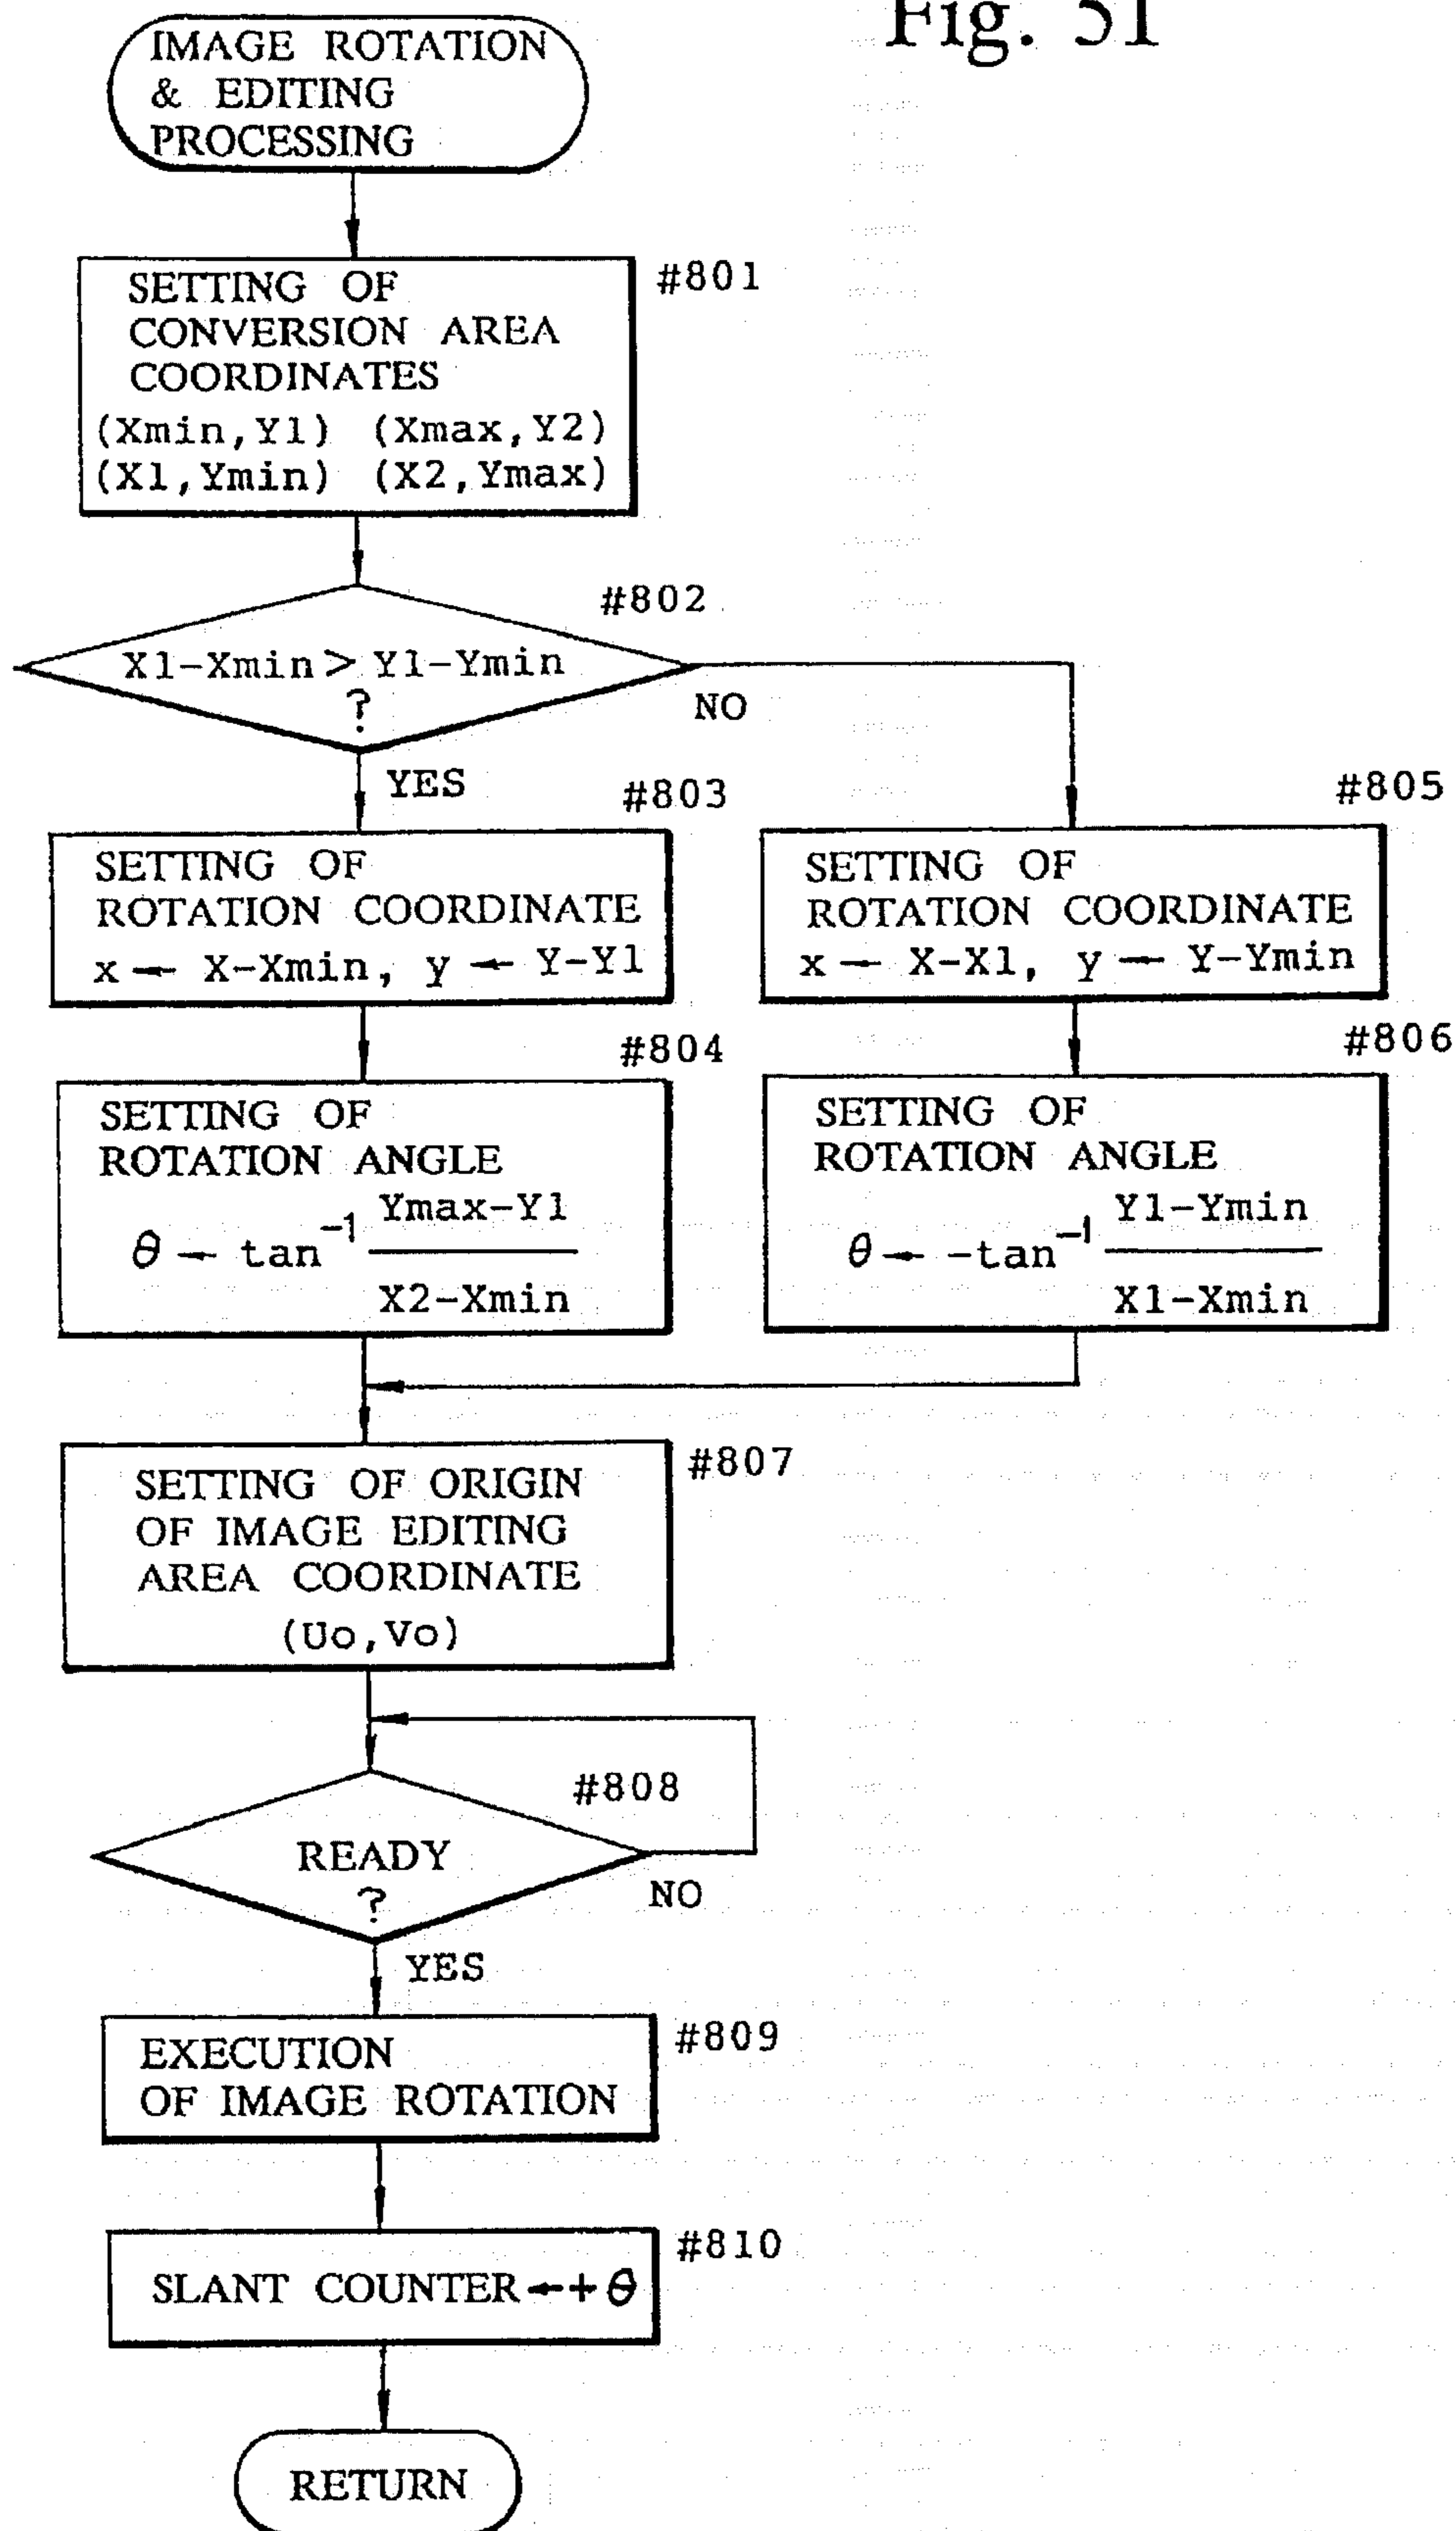 Fig. 51
IMAGE ROTATION
& EDITING
PROCESSING
#801
SETTING OF
CONVERSION AREA
COORDINATES
(Xmin,Y1) (Xmax,Y2)
(X1,Ymin) (X2,Ymax)
#802
X1-Xmin > Y1-Ymin
?
NO
YES
#803
SETTING OF
ROTATION COORDINATE
x ← X-Xmin, y ← Y-Y1
#805
SETTING OF
ROTATION COORDINATE
x ← X-X1, y ← Y-Ymin
#804
SETTING OF
ROTATION ANGLE
Ymax-Y1
θ ← tan⁻¹
X2-Xmin
#806
SETTING OF
ROTATION ANGLE
Y1-Ymin
θ ← -tan⁻¹
X1-Xmin
#807
SETTING OF ORIGIN
OF IMAGE EDITING
AREA COORDINATE
(Uo,Vo)
#808
READY
?
NO
YES
#809
EXECUTION
OF IMAGE ROTATION
#810
SLANT COUNTER ←+θ
RETURN